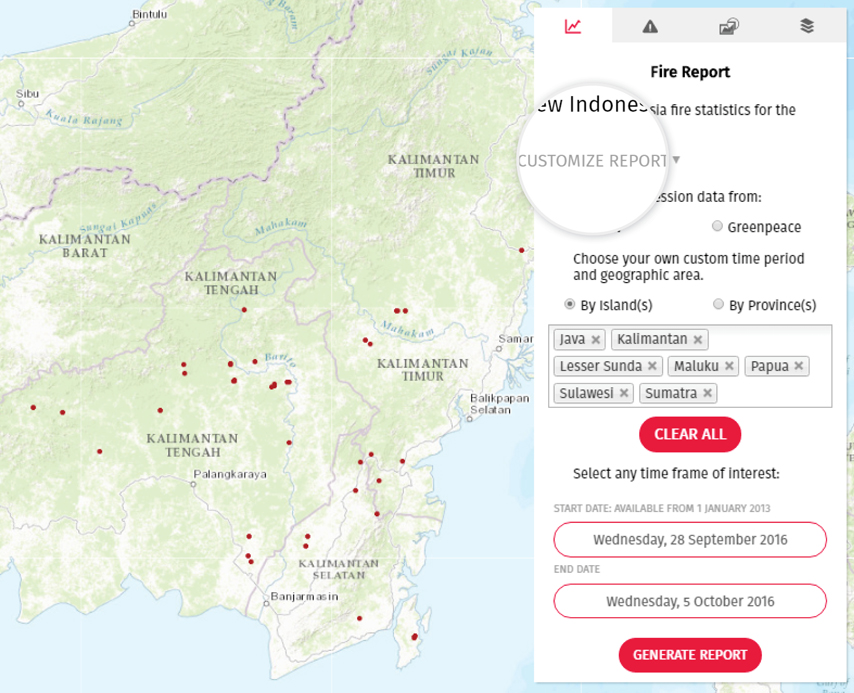 Bintulu
Sibu
Kuala Rajang
Sungai Kayan
Baram
KALIMANTAN
TIMUR
Sungai Kapuas
Mahakam
KALIMANTAN
BARAT
KALIMANTAN
TENGAH
Mahakam
Samar
Barito
KALIMANTAN
TIMUR
Balikpapan
Selatan
KALIMANTAN
TENGAH
Palangkaraya
KALIMANTAN
SELATAN
Banjarmasin
Fire Report
ew Indonesia fire statistics for the
CUSTOMIZE REPORT ▼
ession data from:
Greenpeace
Choose your own custom time period
and geographic area.
By Island(s) By Province(s)
Java × Kalimantan ×
Lesser Sunda × Maluku × Papua ×
Sulawesi × Sumatra ×
CLEAR ALL
Select any time frame of interest:
START DATE: AVAILABLE FROM 1 JANUARY 2013
Wednesday, 28 September 2016
END DATE
Wednesday, 5 October 2016
GENERATE REPORT